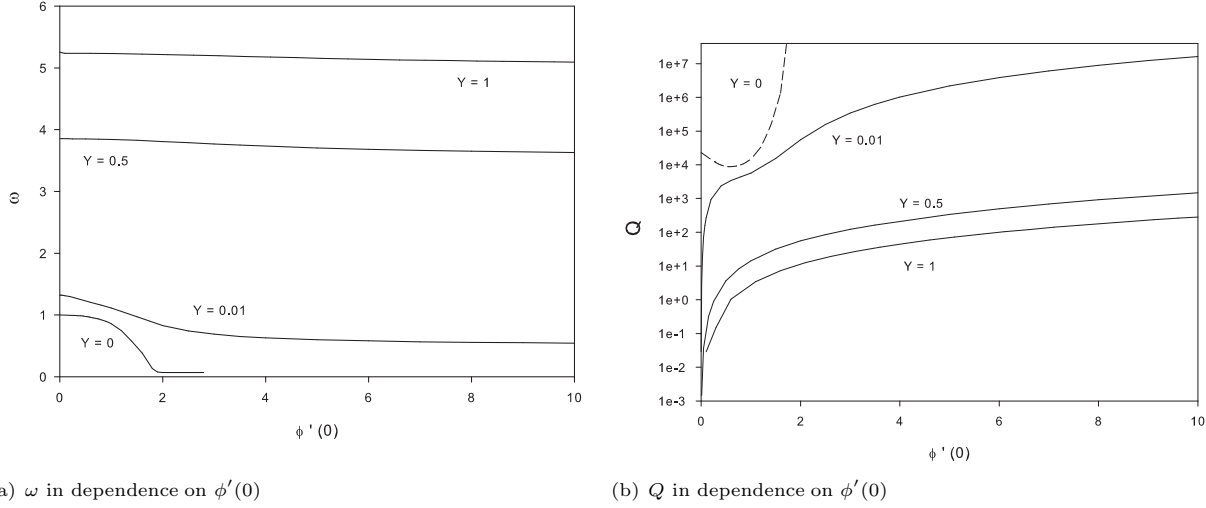 6
5
4
3
2
1
0
ω
Y = 1
Y = 0.5
Y = 0.01
Y = 0
0 2 4 6 8 10
ϕ ' (0)
a) ω in dependence on ϕ′(0)
1e+7
1e+6
1e+5
1e+4
1e+3
1e+2
1e+1
1e+0
1e-1
1e-2
1e-3
Q
Y = 0
Y = 0.01
Y = 0.5
Y = 1
0 2 4 6 8 10
ϕ ' (0)
(b) Q in dependence on ϕ′(0)